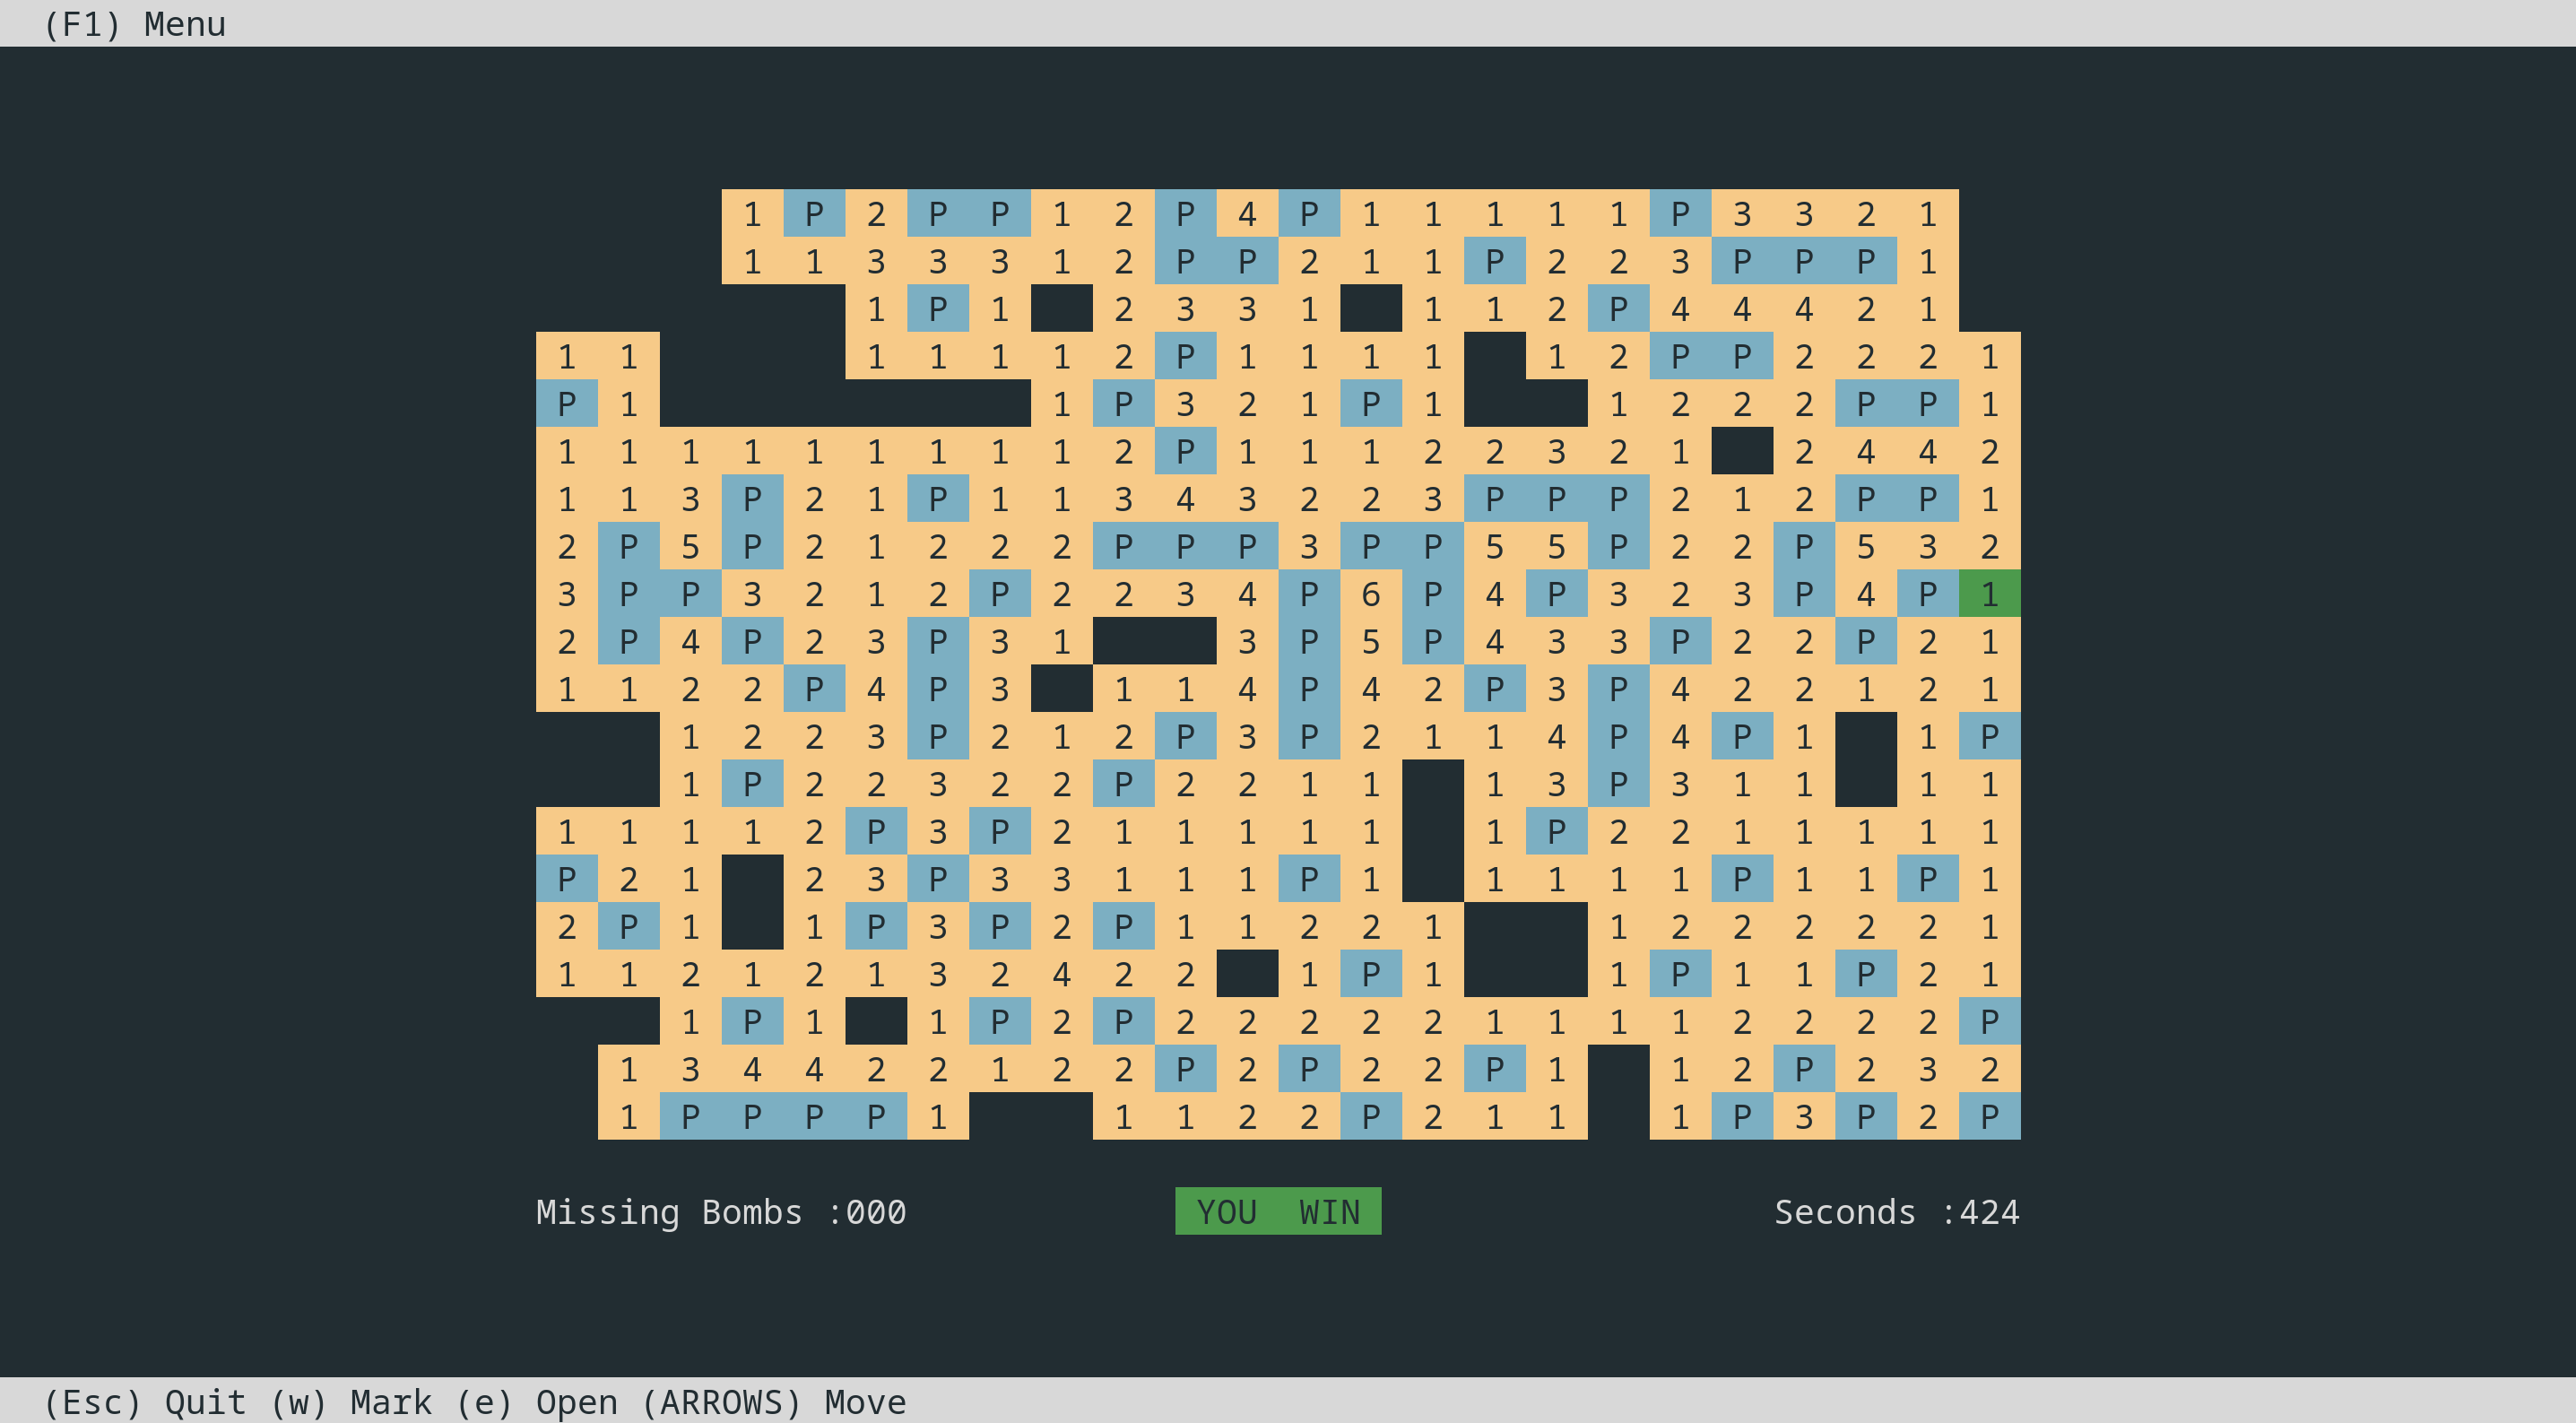 (F1) Menu
1 P 2 P P 1 2 P 4 P 1 1 1 1 1 P 3 3 2 1
1 1 3 3 3 1 2 P P 2 1 1 P 2 2 3 P P P 1
1 P 1 2 3 3 1 1 1 2 P 4 4 4 2 1
1 1 1 1 1 1 2 P 1 1 1 1 1 2 P P 2 2 2 1
P 1 1 P 3 2 1 P 1 1 2 2 2 P P 1
1 1 1 1 1 1 1 1 1 2 P 1 1 1 2 2 3 2 1 2 4 4 2
1 1 3 P 2 1 P 1 1 3 4 3 2 2 3 P P P 2 1 2 P P 1
2 P 5 P 2 1 2 2 2 P P P 3 P P 5 5 P 2 2 P 5 3 2
3 P P 3 2 1 2 P 2 2 3 4 P 6 P 4 P 3 2 3 P 4 P 1
2 P 4 P 2 3 P 3 1 3 P 5 P 4 3 3 P 2 2 P 2 1
1 1 2 2 P 4 P 3 1 1 4 P 4 2 P 3 P 4 2 2 1 2 1
1 2 2 3 P 2 1 2 P 3 P 2 1 1 4 P 4 P 1 1 P
1 P 2 2 3 2 2 P 2 2 1 1 1 3 P 3 1 1 1 1
1 1 1 1 2 P 3 P 2 1 1 1 1 1 1 P 2 2 1 1 1 1 1
P 2 1 2 3 P 3 3 1 1 1 P 1 1 1 1 1 P 1 1 P 1
2 P 1 1 P 3 P 2 P 1 1 2 2 1 1 2 2 2 2 2 1
1 1 2 1 2 1 3 2 4 2 2 1 P 1 1 P 1 1 P 2 1
1 P 1 1 P 2 P 2 2 2 2 2 1 1 1 1 2 2 2 2 P
1 3 4 4 2 2 1 2 2 P 2 P 2 2 P 1 1 2 P 2 3 2
1 P P P P 1 1 1 2 2 P 2 1 1 1 P 3 P 2 P
Missing Bombs :000 YOU WIN Seconds :424
(Esc) Quit (w) Mark (e) Open (ARROWS) Move